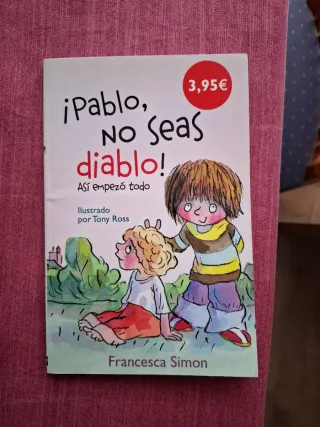 3,95€
¡Pablo,
NO Seas
diablo!
Así empezó todo
Ilustrado
por Tony Ross
Francesca Simon